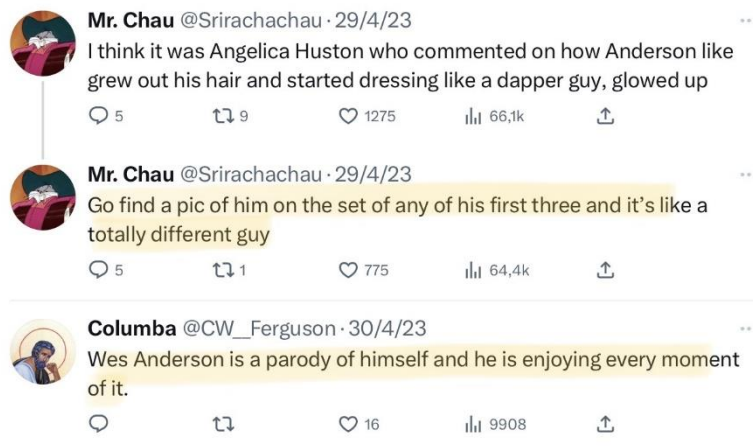 Mr. Chau @Srirachachau · 29/4/23
I think it was Angelica Huston who commented on how Anderson like
grew out his hair and started dressing like a dapper guy, glowed up
5 9 1275 66,1k
Mr. Chau @Srirachachau · 29/4/23
Go find a pic of him on the set of any of his first three and it's like a
totally different guy
5 1 775 64,4k
Columba @CW__Ferguson · 30/4/23
Wes Anderson is a parody of himself and he is enjoying every moment
of it.
16 9908